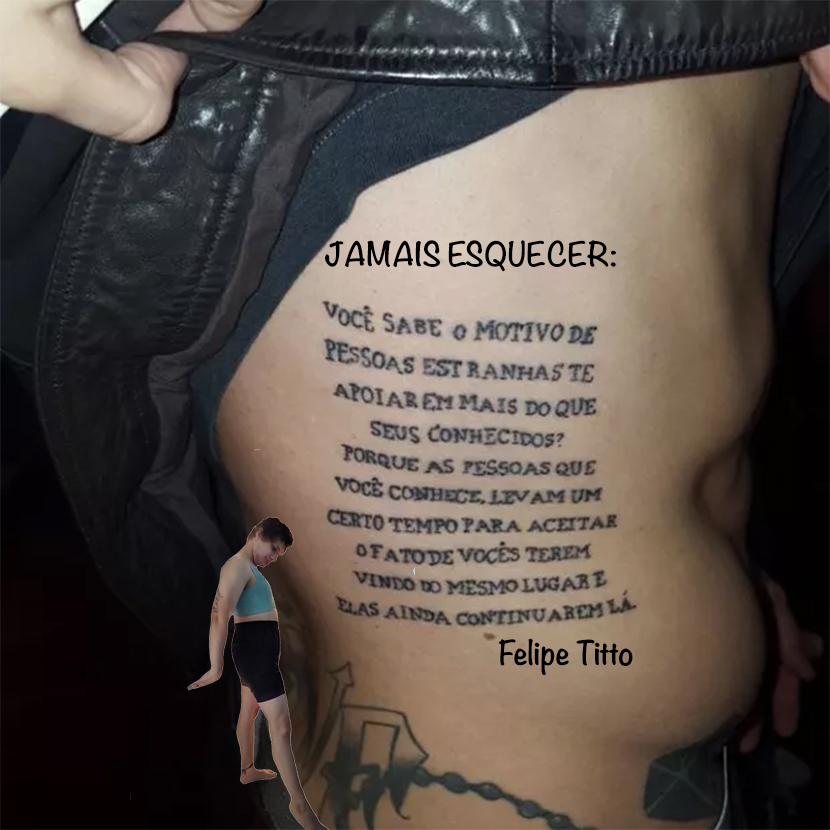 JAMAIS ESQUECER:
VOCÊ SABE O MOTIVO DE
PESSOAS ESTRANHAS TE
APOIAREM MAIS DO QUE
SEUS CONHECIDOS?
PORQUE AS PESSOAS QUE
VOCÊ CONHECE, LEVAM UM
CERTO TEMPO PARA ACEITAR
O FATO DE VOCÊS TEREM
VINDO DO MESMO LUGAR E
ELAS AINDA CONTINUAREM LÁ.
Felipe Titto